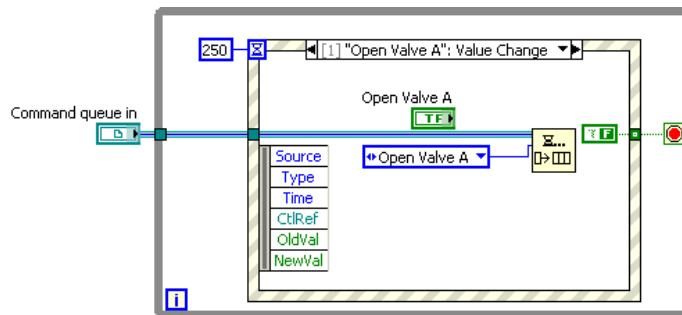 250
[1] "Open Valve A": Value Change
Open Valve A
TF
Command queue in
Open Valve A
F
Source
Type
Time
CtlRef
OldVal
NewVal
i